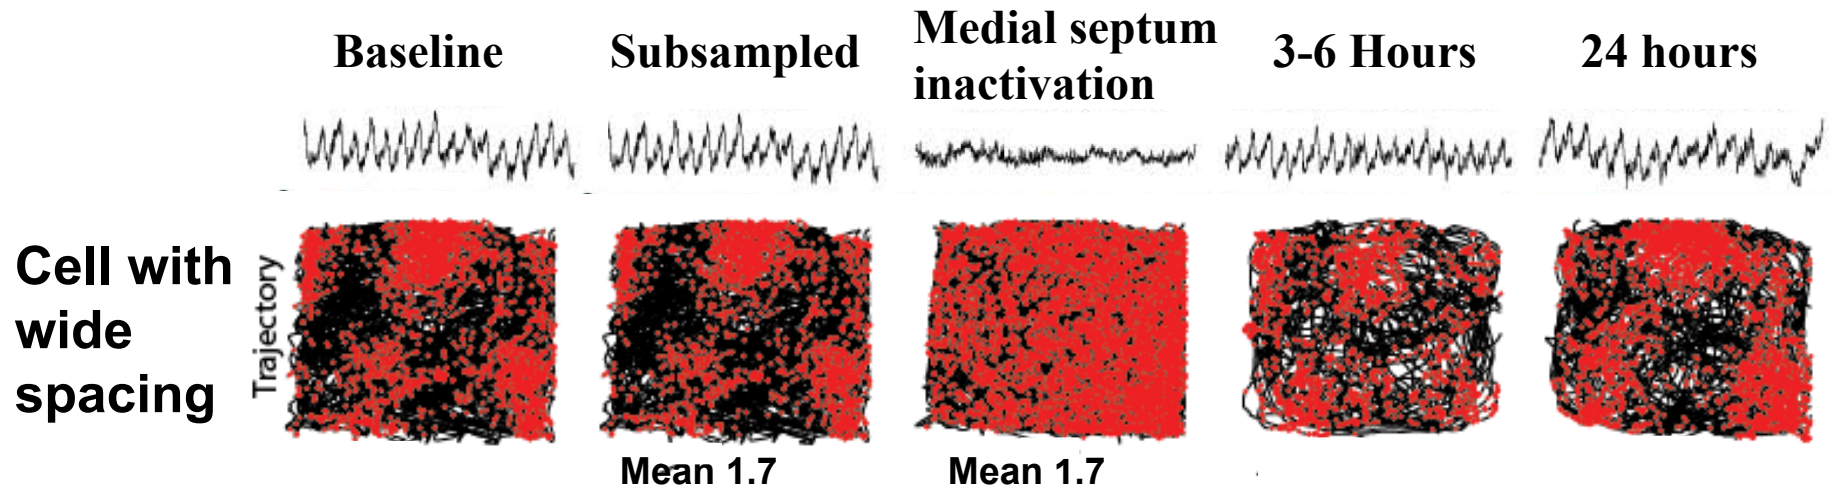 Baseline
Subsampled
Medial septum
inactivation
3-6 Hours
24 hours
Cell with
wide
spacing
Trajectory
Mean 1.7
Mean 1.7